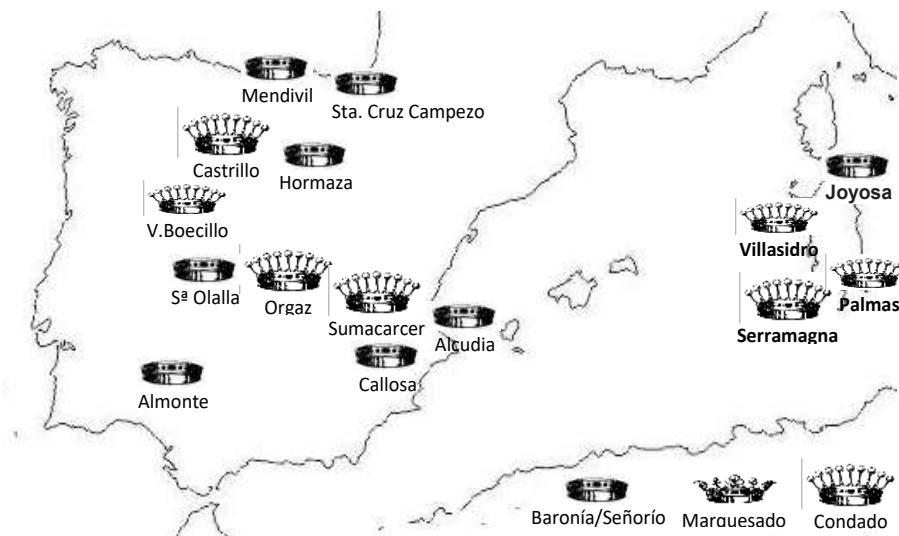 Mendivil
Sta. Cruz Campezo
Castrillo
Hormaza
Joyosa
V.Boecillo
Villasidro
Sª Olalla
Orgaz
Palmas
Sumacarcer
Serramagna
Alcudia
Callosa
Almonte
Baronía/Señorío
Marquesado
Condado